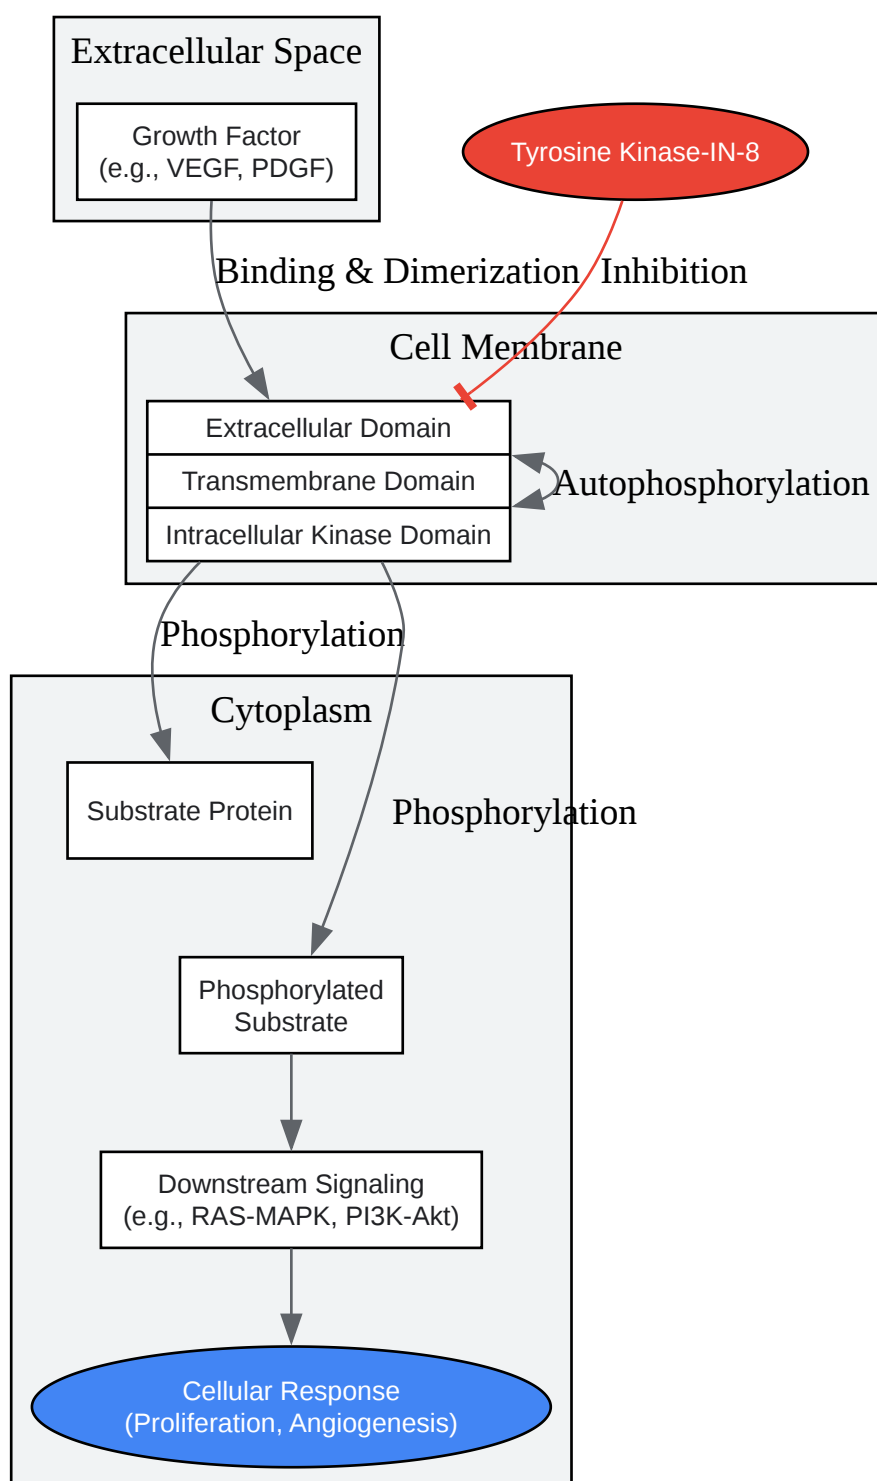 Extracellular Space
Growth Factor
(e.g., VEGF, PDGF)
Tyrosine Kinase-IN-8
Binding & Dimerization
Inhibition
Cell Membrane
Extracellular Domain
Transmembrane Domain
Intracellular Kinase Domain
Autophosphorylation
Phosphorylation
Cytoplasm
Substrate Protein
Phosphorylation
Phosphorylated
Substrate
Downstream Signaling
(e.g., RAS-MAPK, PI3K-Akt)
Cellular Response
(Proliferation, Angiogenesis)